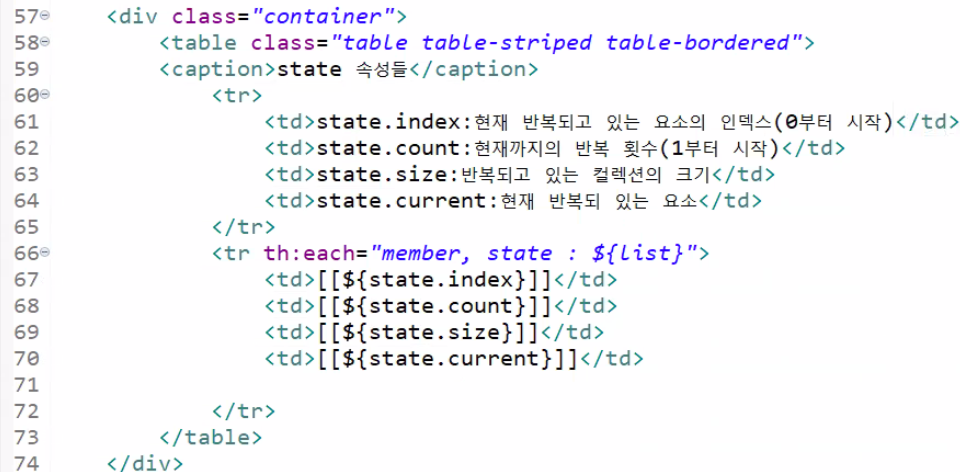 57 <div class="container">
58 <table class="table table-striped table-bordered">
59 <caption>state 속성들</caption>
60 <tr>
61 <td>state.index:현재 반복되고 있는 요소의 인덱스(0부터 시작)</td>
62 <td>state.count:현재까지의 반복 횟수(1부터 시작)</td>
63 <td>state.size:반복되고 있는 컬렉션의 크기</td>
64 <td>state.current:현재 반복되 있는 요소</td>
65 </tr>
66 <tr th:each="member, state : ${list}">
67 <td>[[${state.index}]]</td>
68 <td>[[${state.count}]]</td>
69 <td>[[${state.size}]]</td>
70 <td>[[${state.current}]]</td>
71
72 </tr>
73 </table>
74 </div>